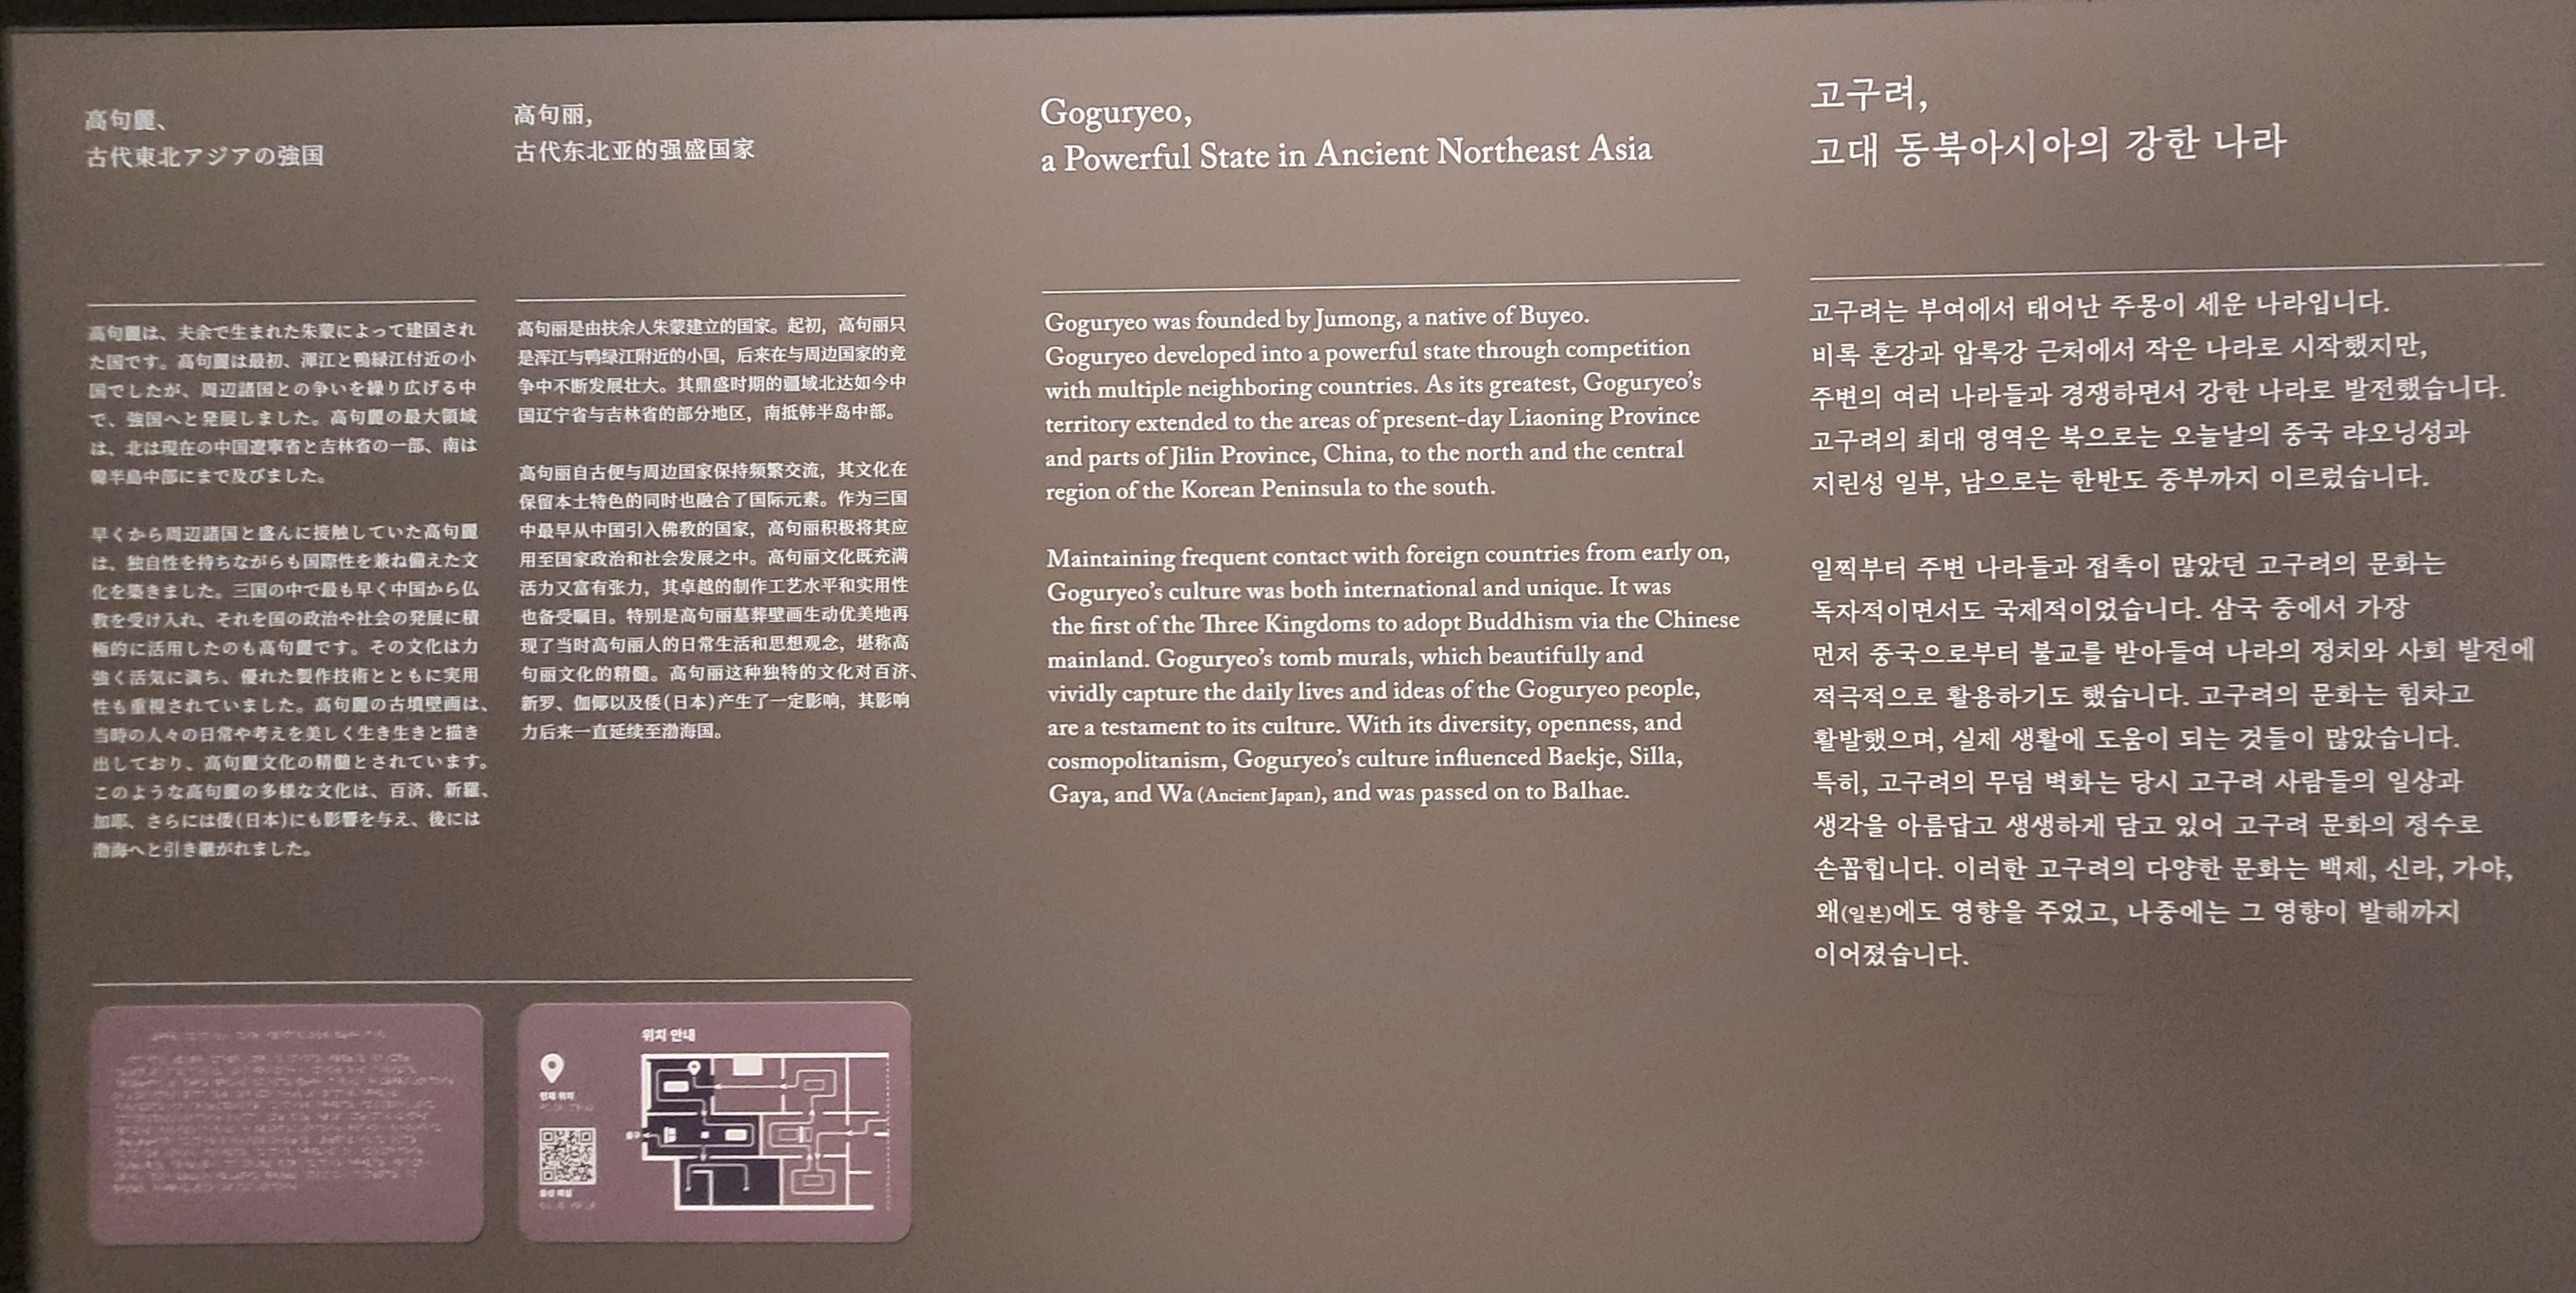 高句麗、
古代東北アジアの強国
高句麗は、夫余で生まれた朱蒙によって建国され
た国です。高句麗は最初、渾江と鴨緑江付近の小
国でしたが、周辺諸国との争いを繰り広げる中
で、強国へと発展しました。高句麗の最大領域
は、北は現在の中国遼寧省と吉林省の一部、南は
韓半島中部にまで及びました。
早くから周辺諸国と盛んに接触していた高句麗
は、独自性を持ちながらも国際性を兼ね備えた文
化を築きました。三国の中で最も早く中国から仏
教を受け入れ、それを国の政治や社会の発展に積
極的に活用したのも高句麗です。その文化は力
強く活気に満ち、優れた製作技術とともに実用
性も重視されていました。高句麗の古墳壁画は、
当時の人々の日常や考えを美しく生き生きと描き
出しており、高句麗文化の精髄とされています。
このような高句麗の多様な文化は、百済、新羅、
加耶、さらには倭(日本)にも影響を与え、後には
渤海へと引き継がれました。
高句丽,
古代东北亚的强盛国家
高句丽是由扶余人朱蒙建立的国家。起初，高句丽只
是浑江与鸭绿江附近的小国，后来在与周边国家的竞
争中不断发展壮大。其鼎盛时期的疆域北达如今中
国辽宁省与吉林省的部分地区，南抵韩半岛中部。
高句丽自古便与周边国家保持频繁交流，其文化在
保留本土特色的同时也融合了国际元素。作为三国
中最早从中国引入佛教的国家，高句丽积极将其应
用至国家政治和社会发展之中。高句丽文化既充满
活力又富有张力，其卓越的制作工艺水平和实用性
也备受瞩目。特别是高句丽墓葬壁画生动优美地再
现了当时高句丽人的日常生活和思想观念，堪称高
句丽文化的精髓。高句丽这种独特的文化对百济、
新罗、伽倻以及倭(日本)产生了一定影响，其影响
力后来一直延续至渤海国。
Goguryeo,
a Powerful State in Ancient Northeast Asia
Goguryeo was founded by Jumong, a native of Buyeo.
Goguryeo developed into a powerful state through competition
with multiple neighboring countries. As its greatest, Goguryeo's
territory extended to the areas of present-day Liaoning Province
and parts of Jilin Province, China, to the north and the central
region of the Korean Peninsula to the south.
Maintaining frequent contact with foreign countries from early on,
Goguryeo's culture was both international and unique. It was
the first of the Three Kingdoms to adopt Buddhism via the Chinese
mainland. Goguryeo's tomb murals, which beautifully and
vividly capture the daily lives and ideas of the Goguryeo people,
are a testament to its culture. With its diversity, openness, and
cosmopolitanism, Goguryeo's culture influenced Baekje, Silla,
Gaya, and Wa (Ancient Japan), and was passed on to Balhae.
고구려,
고대 동북아시아의 강한 나라
고구려는 부여에서 태어난 주몽이 세운 나라입니다.
비록 혼강과 압록강 근처에서 작은 나라로 시작했지만,
주변의 여러 나라들과 경쟁하면서 강한 나라로 발전했습니다.
고구려의 최대 영역은 북으로는 오늘날의 중국 랴오닝성과
지린성 일부, 남으로는 한반도 중부까지 이르렀습니다.
일찍부터 주변 나라들과 접촉이 많았던 고구려의 문화는
독자적이면서도 국제적이었습니다. 삼국 중에서 가장
먼저 중국으로부터 불교를 받아들여 나라의 정치와 사회 발전에
적극적으로 활용하기도 했습니다. 고구려의 문화는 힘차고
활발했으며, 실제 생활에 도움이 되는 것들이 많았습니다.
특히, 고구려의 무덤 벽화는 당시 고구려 사람들의 일상과
생각을 아름답고 생생하게 담고 있어 고구려 문화의 정수로
손꼽힙니다. 이러한 고구려의 다양한 문화는 백제, 신라, 가야,
왜(일본)에도 영향을 주었고, 나중에는 그 영향이 발해까지
이어졌습니다.
위치 안내
현재 위치
출구
음성 해설